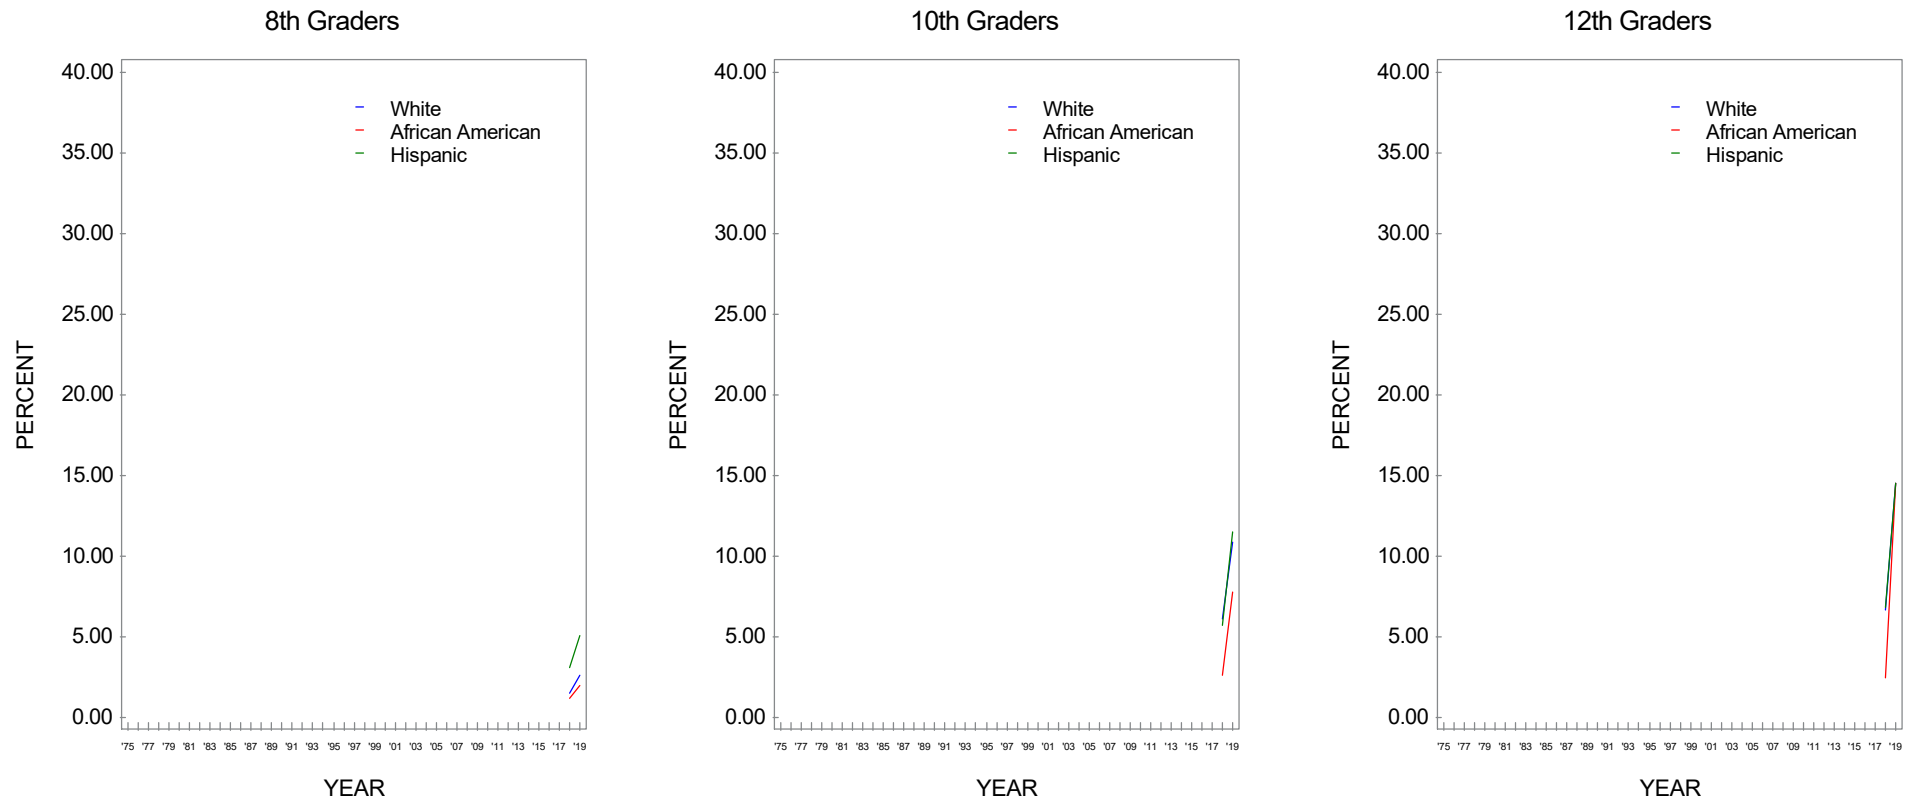 8th Graders
40.00
35.00
30.00
25.00
20.00
15.00
10.00
5.00
0.00
PERCENT
White
African American
Hispanic
'75 '77 '79 '81 '83 '85 '87 '89 '91 '93 '95 '97 '99 '01 '03 '05 '07 '09 '11 '13 '15 '17 '19
YEAR
10th Graders
40.00
35.00
30.00
25.00
20.00
15.00
10.00
5.00
0.00
PERCENT
White
African American
Hispanic
'75 '77 '79 '81 '83 '85 '87 '89 '91 '93 '95 '97 '99 '01 '03 '05 '07 '09 '11 '13 '15 '17 '19
YEAR
12th Graders
40.00
35.00
30.00
25.00
20.00
15.00
10.00
5.00
0.00
PERCENT
White
African American
Hispanic
'75 '77 '79 '81 '83 '85 '87 '89 '91 '93 '95 '97 '99 '01 '03 '05 '07 '09 '11 '13 '15 '17 '19
YEAR